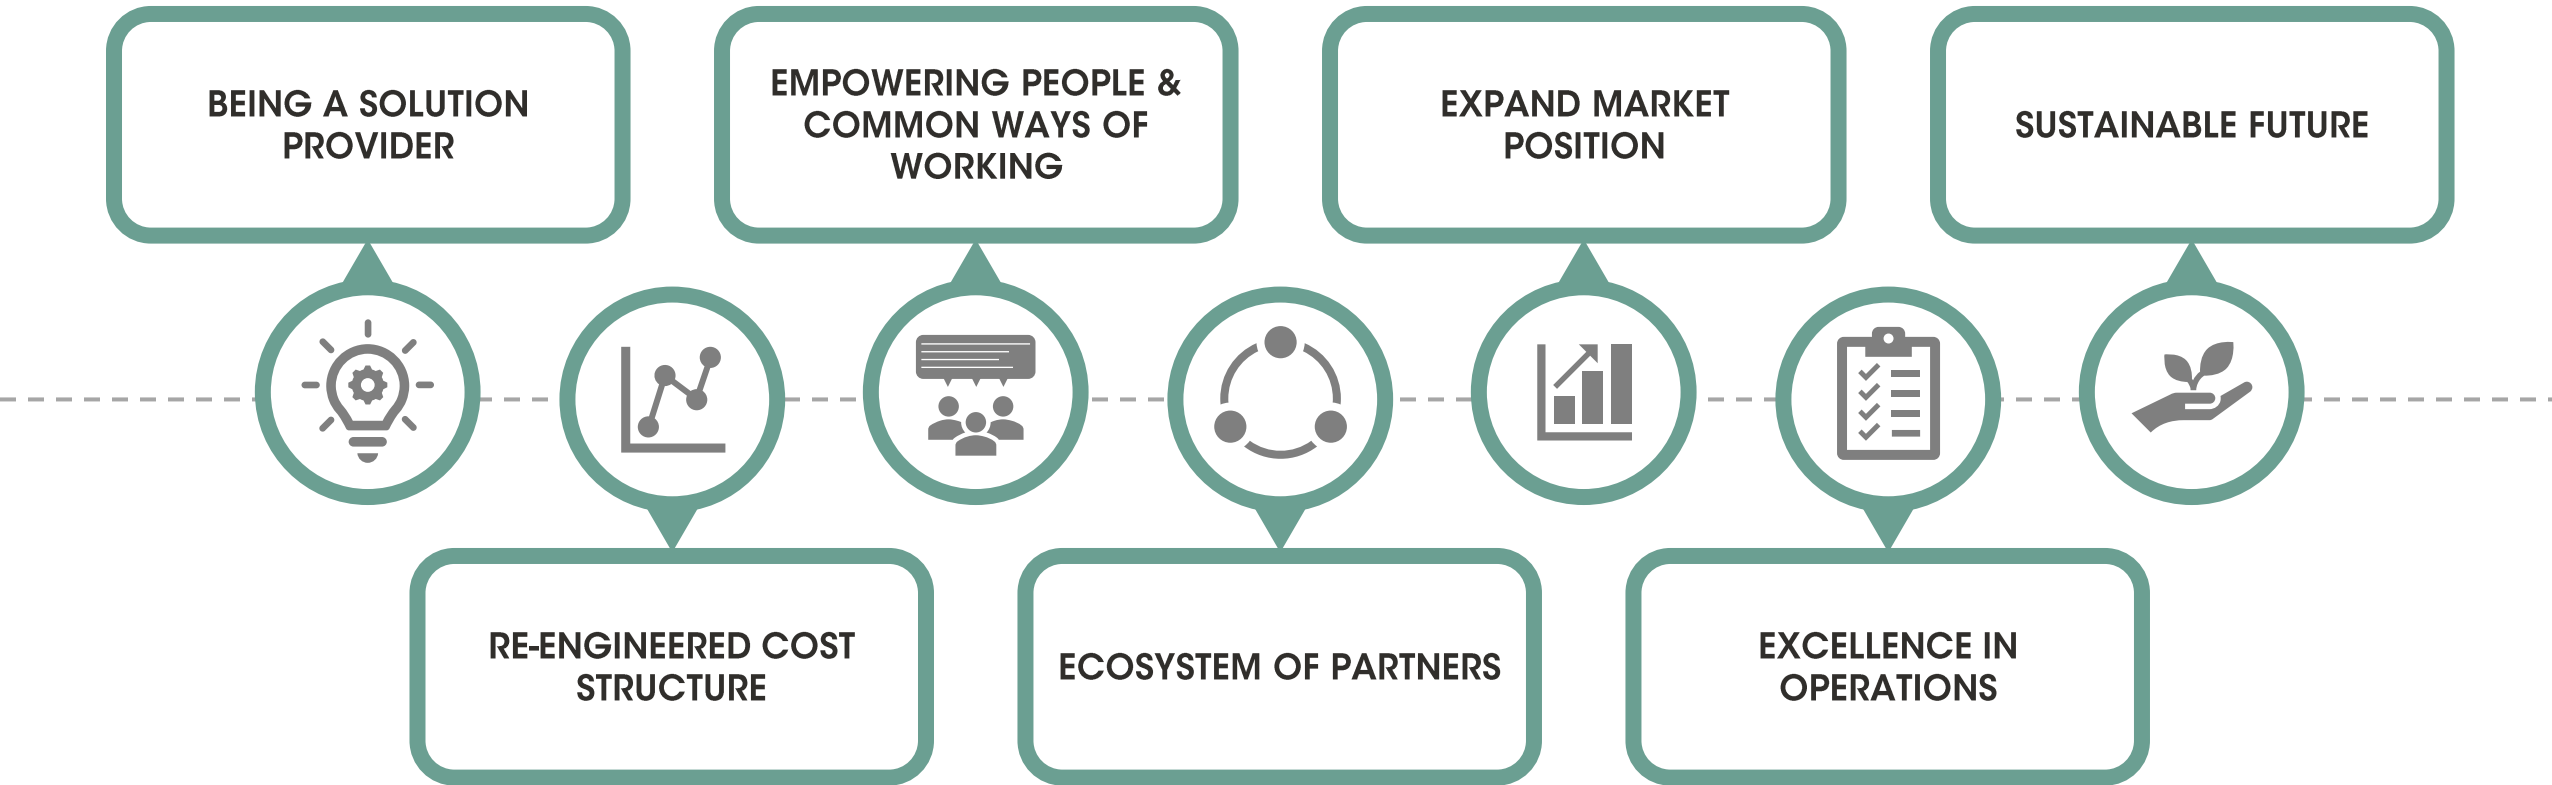 BEING A SOLUTION
PROVIDER
EMPOWERING PEOPLE &
COMMON WAYS OF
WORKING
EXPAND MARKET
POSITION
SUSTAINABLE FUTURE
RE-ENGINEERED COST
STRUCTURE
ECOSYSTEM OF PARTNERS
EXCELLENCE IN
OPERATIONS